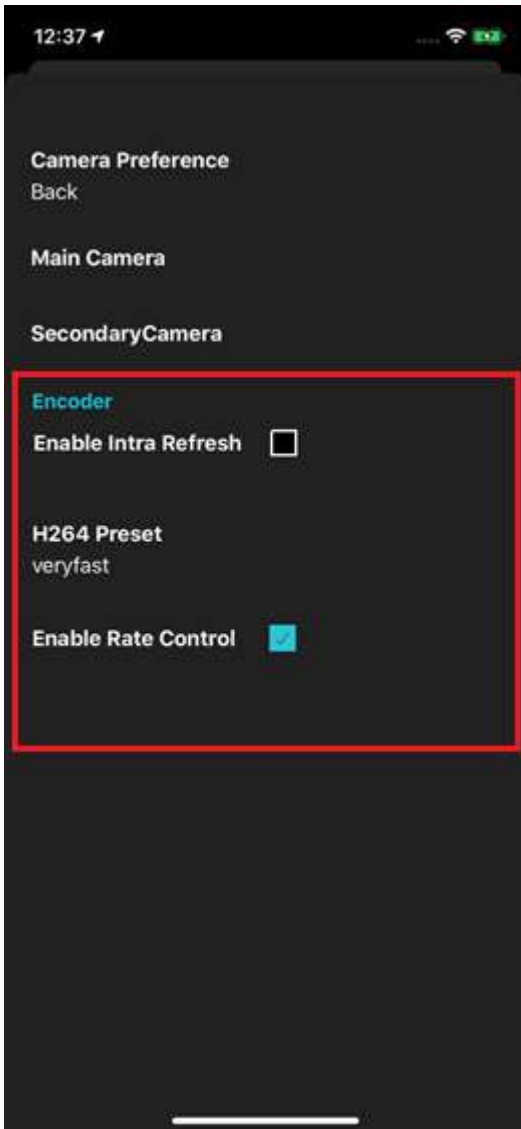 12:37
Camera Preference
Back
Main Camera
SecondaryCamera
Encoder
Enable Intra Refresh
H264 Preset
veryfast
Enable Rate Control